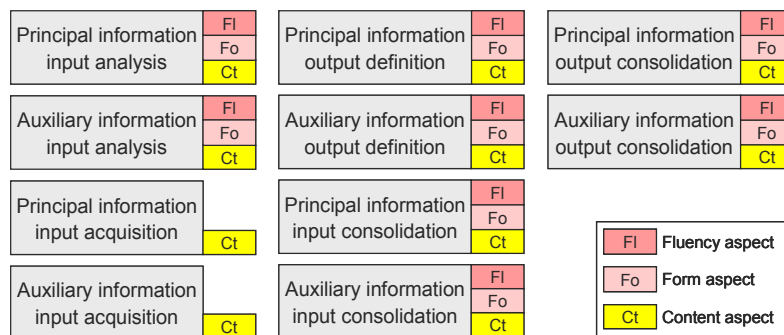 Principal information
input analysis
Fl
Fo
Ct
Principal information
output definition
Fl
Fo
Ct
Principal information
output consolidation
Fl
Fo
Ct
Auxiliary information
input analysis
Fl
Fo
Ct
Auxiliary information
output definition
Fl
Fo
Ct
Auxiliary information
output consolidation
Fl
Fo
Ct
Principal information
input acquisition
Ct
Principal information
input consolidation
Fl
Fo
Ct
Auxiliary information
input acquisition
Ct
Auxiliary information
input consolidation
Fl
Fo
Ct
Fl Fluency aspect
Fo Form aspect
Ct Content aspect